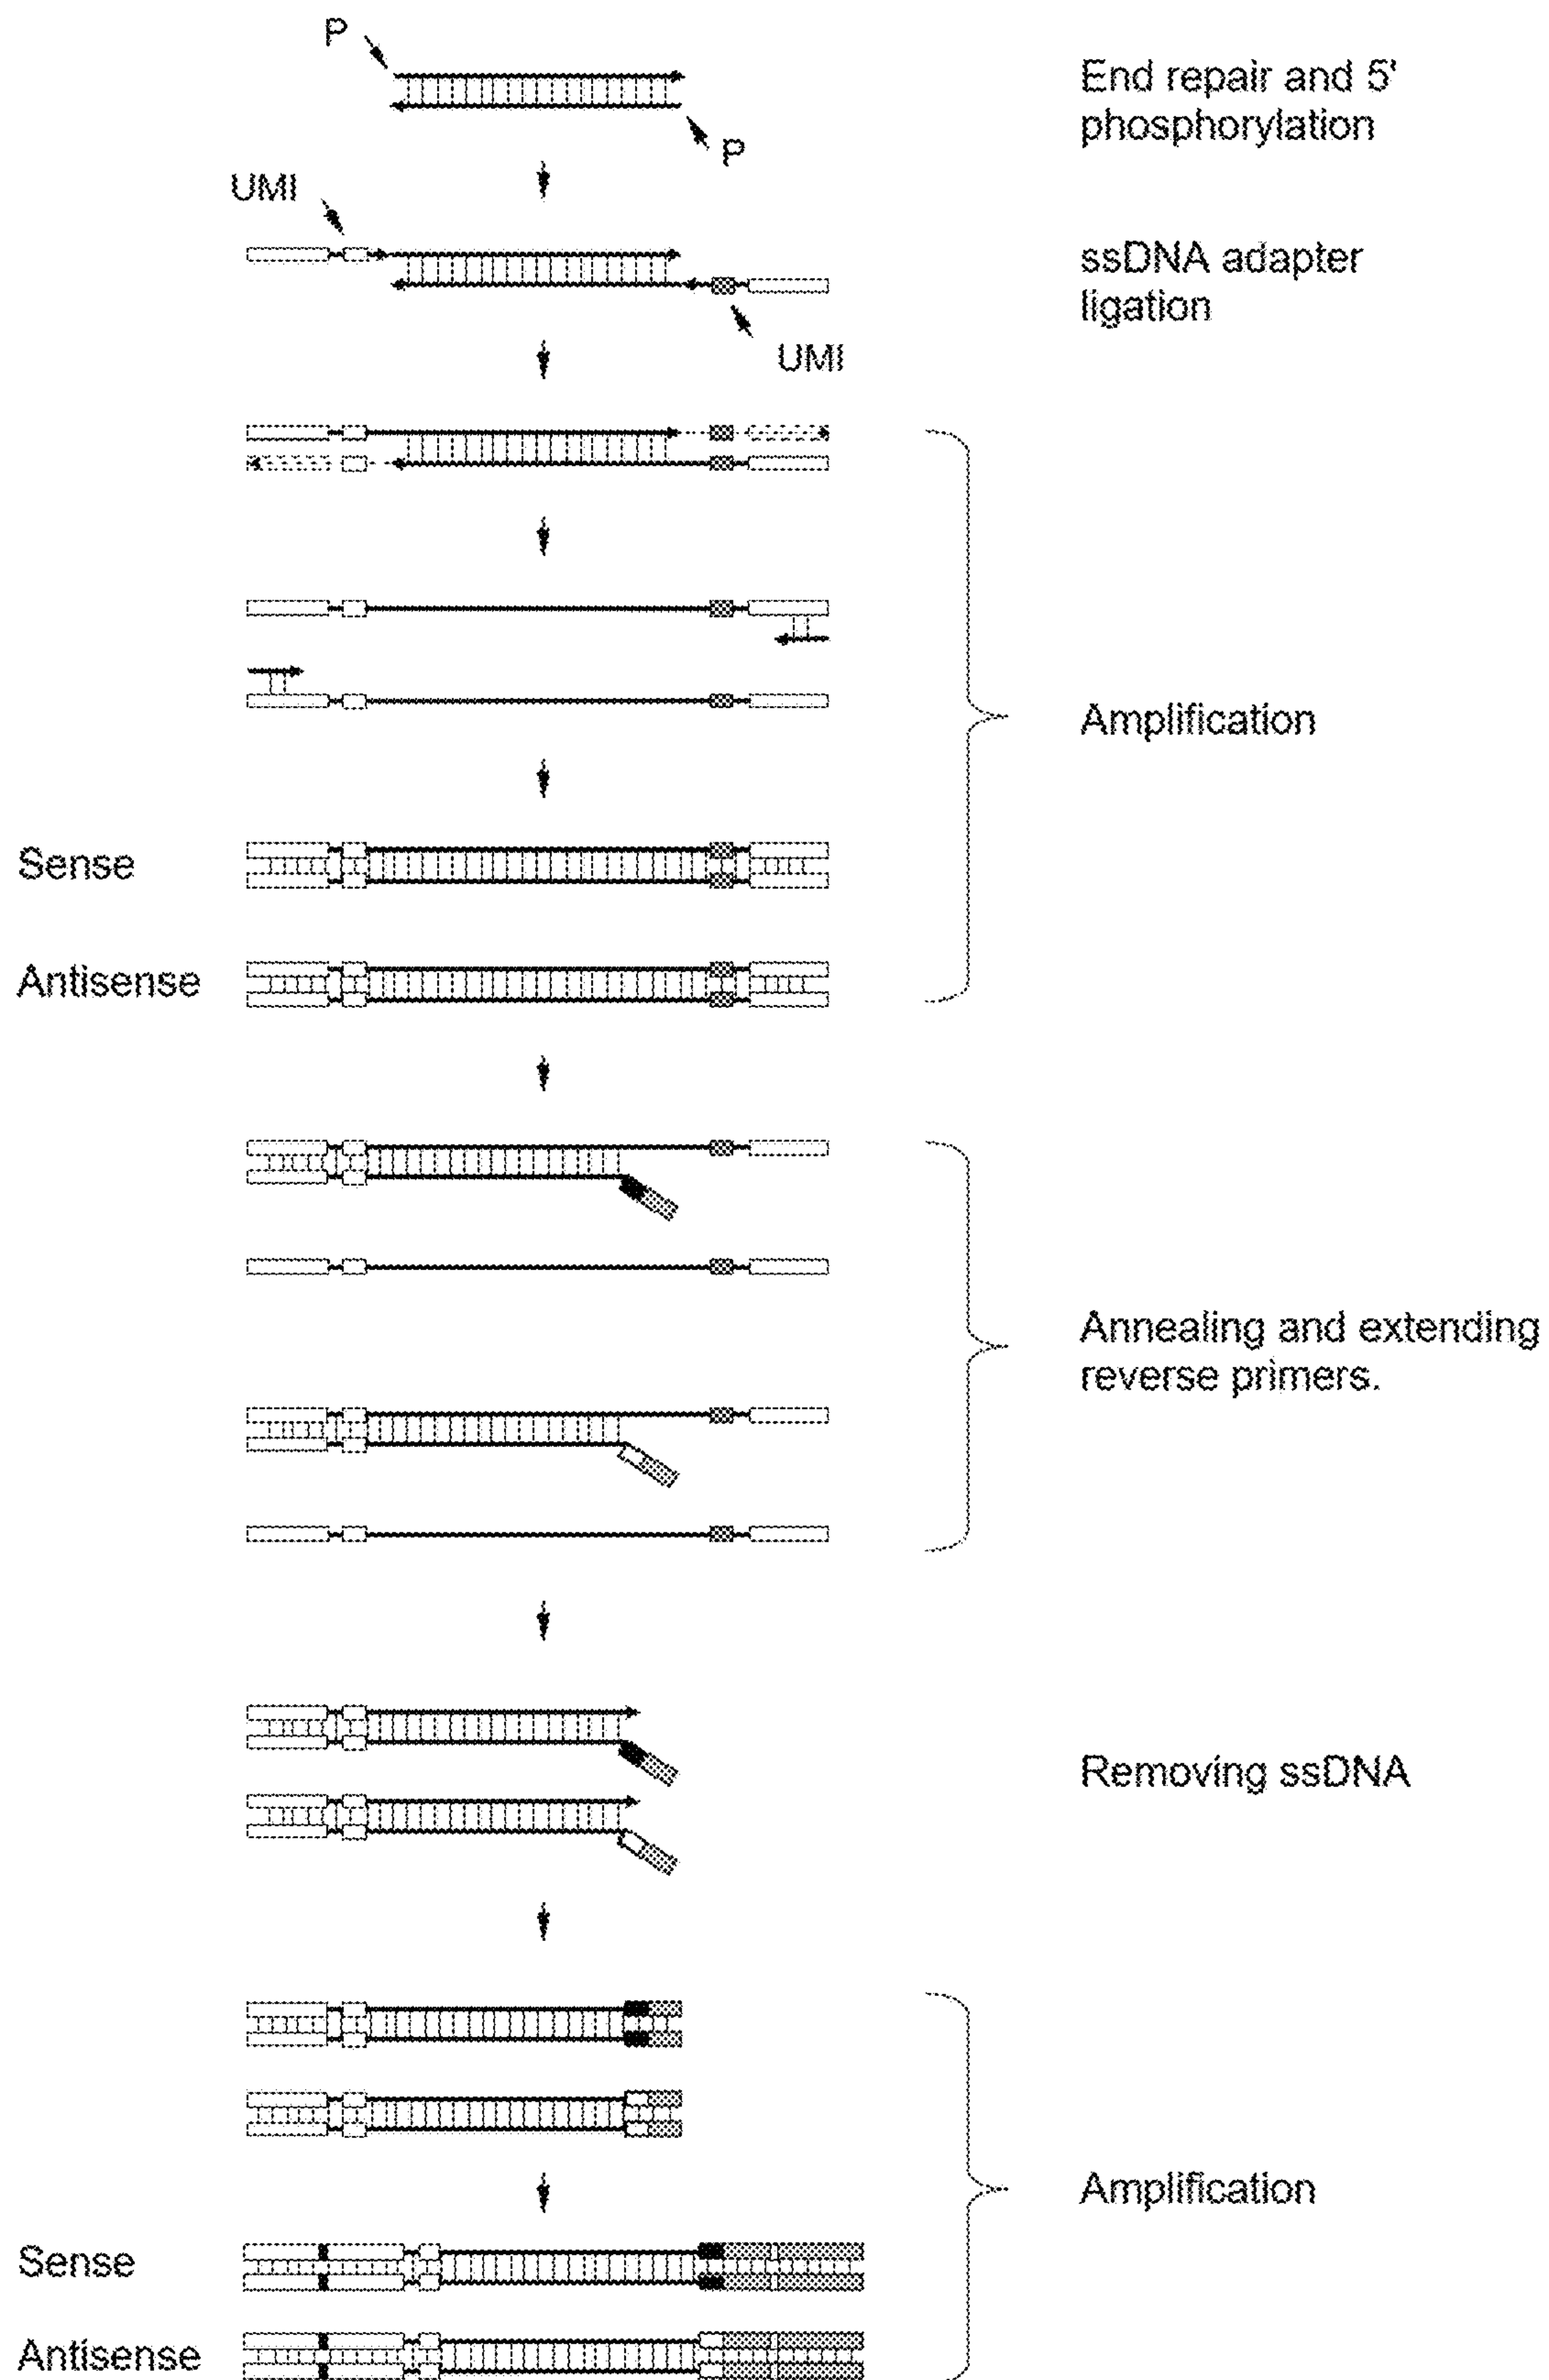 P
End repair and 5'
phosphorylation
P
UMI
ssDNA adapter
ligation
UMI
Amplification
Sense
Antisense
Annealing and extending
reverse primers.
Removing ssDNA
Amplification
Sense
Antisense